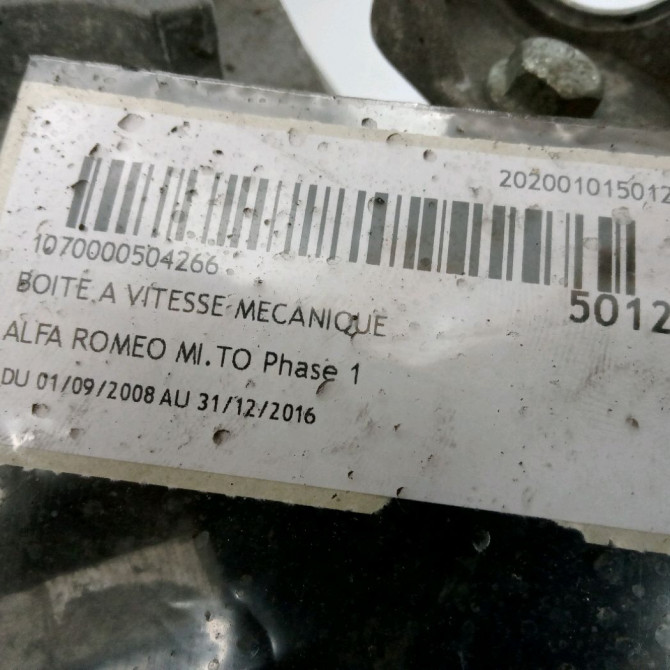 202001015012
1070000504266
5012
BOITE A VITESSE MECANIQUE
ALFA ROMEO MI.TO Phase 1
DU 01/09/2008 AU 31/12/2016